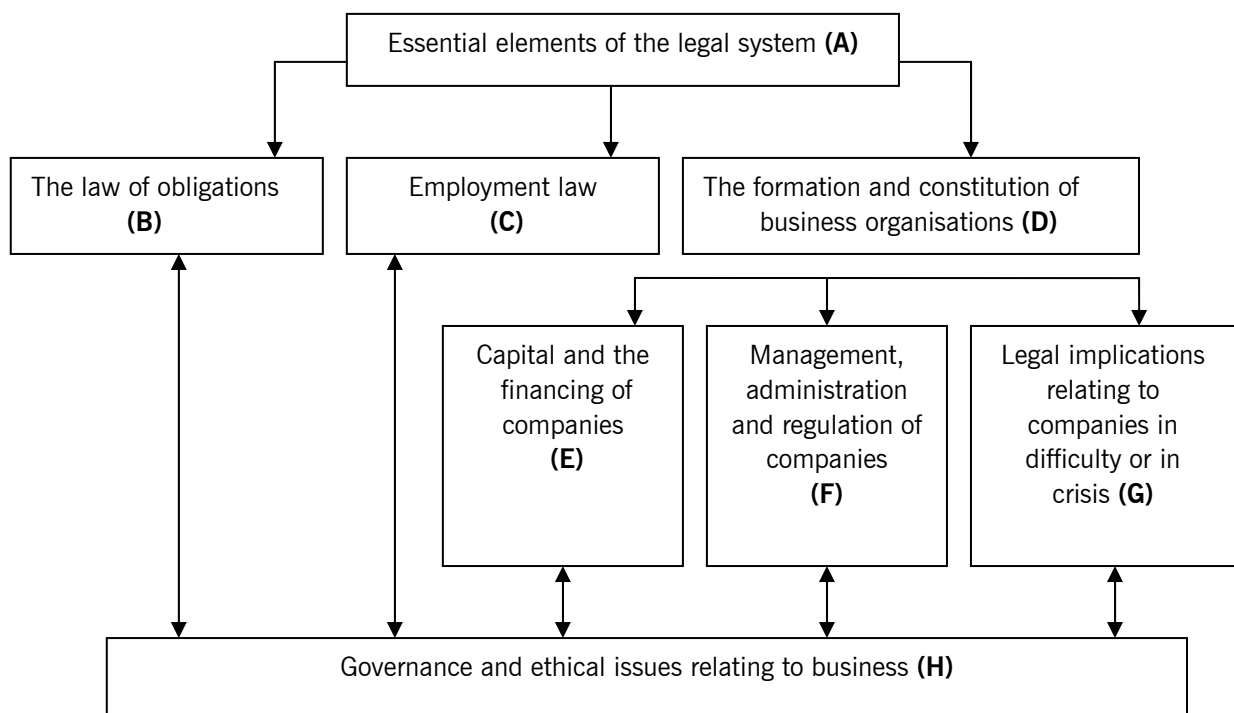 Essential elements of the legal system (A)
The law of obligations
(B)
Employment law
(C)
The formation and constitution of
business organisations (D)
Capital and the
financing of
companies
(E)
Management,
administration
and regulation of
companies
(F)
Legal implications
relating to
companies in
difficulty or in
crisis (G)
Governance and ethical issues relating to business (H)